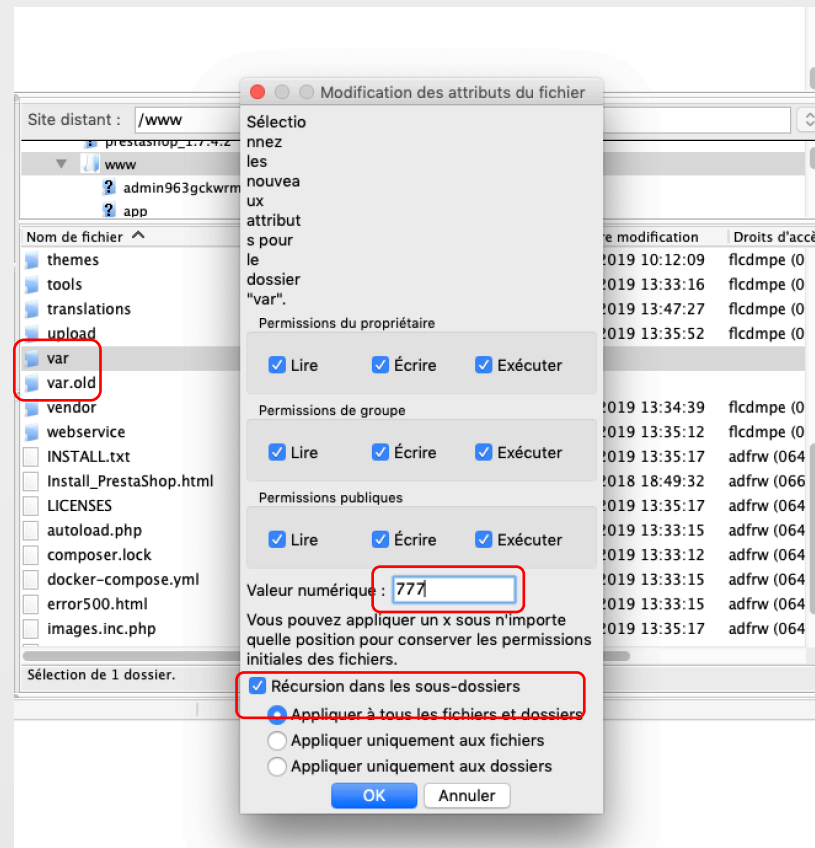 Modification des attributs du fichier
Site distant : /www
prestashop_1.7.4.2
www
admin963gckwrm
app
Sélectio
nnez
les
nouvea
ux
attribut
s pour
le
dossier
"var".
Nom de fichier re modification Droits d'accè
themes 2019 10:12:09 flcdmpe (0
tools 2019 13:33:16 flcdmpe (0
translations 2019 13:47:27 flcdmpe (0
upload 2019 13:35:52 flcdmpe (0
var
var.old
vendor 2019 13:34:39 flcdmpe (0
webservice 2019 13:35:12 flcdmpe (0
INSTALL.txt 2019 13:35:17 adfrw (064
Install_PrestaShop.html 2018 18:49:32 adfrw (066
LICENSES 2019 13:35:17 adfrw (064
autoload.php 2019 13:33:15 adfrw (064
composer.lock 2019 13:33:12 adfrw (064
docker-compose.yml 2019 13:33:15 adfrw (064
error500.html 2019 13:33:15 adfrw (064
images.inc.php 2019 13:35:17 adfrw (064
Sélection de 1 dossier.
Permissions du propriétaire
Lire Écrire Exécuter
Permissions de groupe
Lire Écrire Exécuter
Permissions publiques
Lire Écrire Exécuter
Valeur numérique : 777
Vous pouvez appliquer un x sous n'importe
quelle position pour conserver les permissions
initiales des fichiers.
Récursion dans les sous-dossiers
Appliquer à tous les fichiers et dossiers
Appliquer uniquement aux fichiers
Appliquer uniquement aux dossiers
OK Annuler